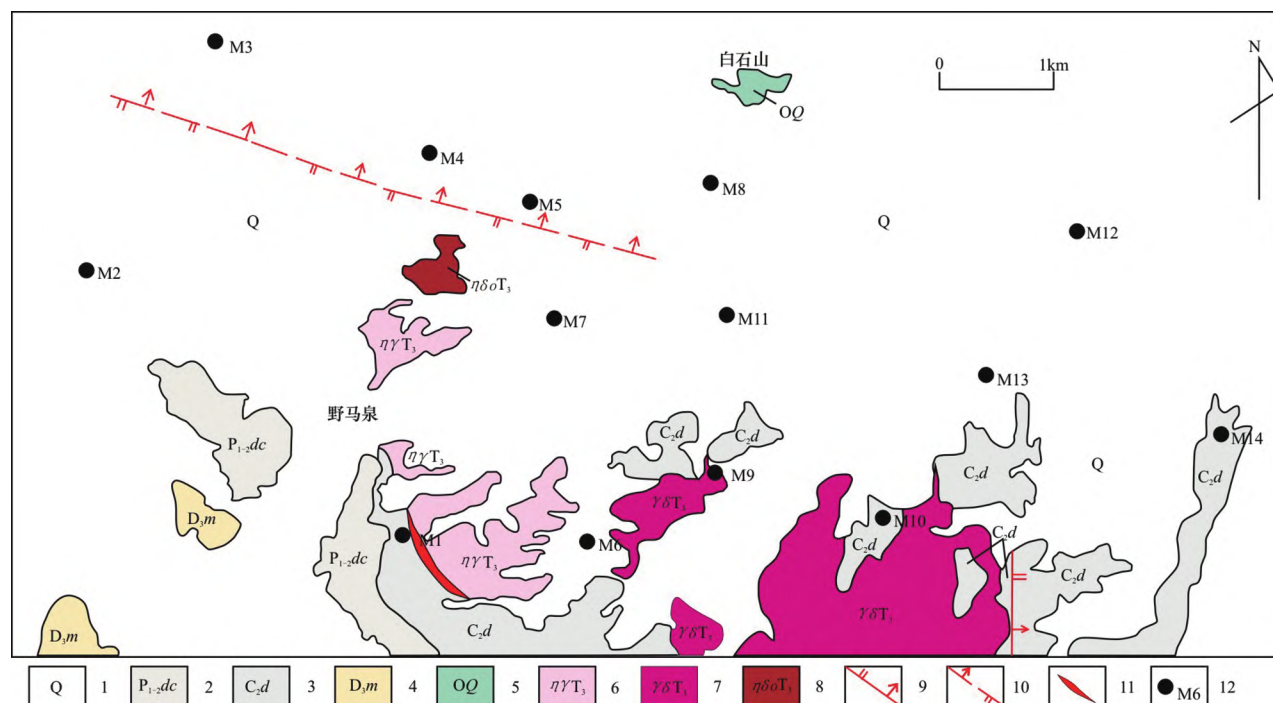 M3
白石山
OQ
0 1km
N
M4
M8
M5
Q
Q
M12
M2
ηδοT₃
M7
M11
ηγT₃
M13
野马泉
P₁₋₂dc
C₂d
C₂d
M14
ηγT₃
M9
C₂d
C₂d
Q
γδT₃
D₃m
M10
M1
M6
C₂d
C₂d
P₁₋₂dc
ηγT₃
C₂d
γδT₃
C₂d
γδT₃
D₃m
Q 1 P₁₋₂dc 2 C₂d 3 D₃m 4 OQ 5 ηγT₃ 6 γδT₃ 7 ηδοT₃ 8 9 10 11 M6 12